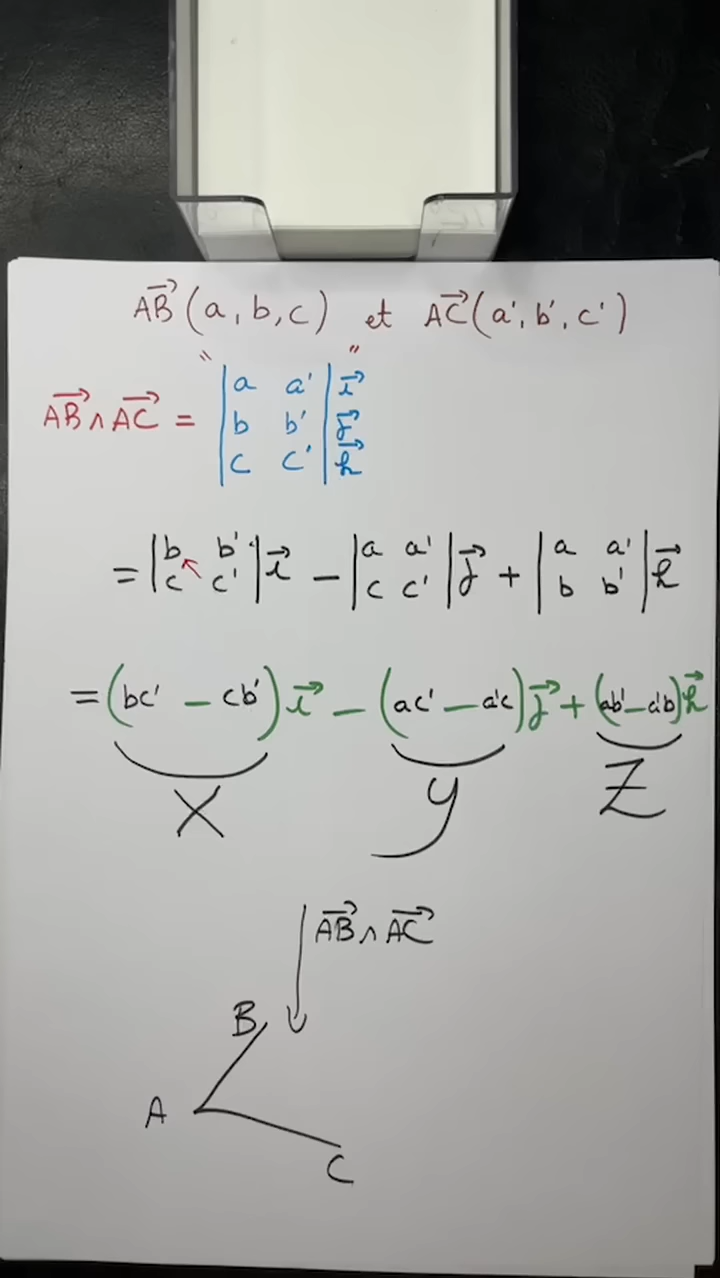 AB⃗ (a, b, c) et AC⃗ (a', b', c')
AB⃗ ∧ AC⃗ = " | a a' | i⃗ "
| b b' | j⃗
| c c' | k⃗
= | b b' ; c c' | i⃗ − | a a' ; c c' | j⃗ + | a a' ; b b' | k⃗
= (bc' − cb') i⃗ − (ac' − a'c) j⃗ + (ab' − a'b) k⃗
X y Z
AB⃗ ∧ AC⃗
B
A
C